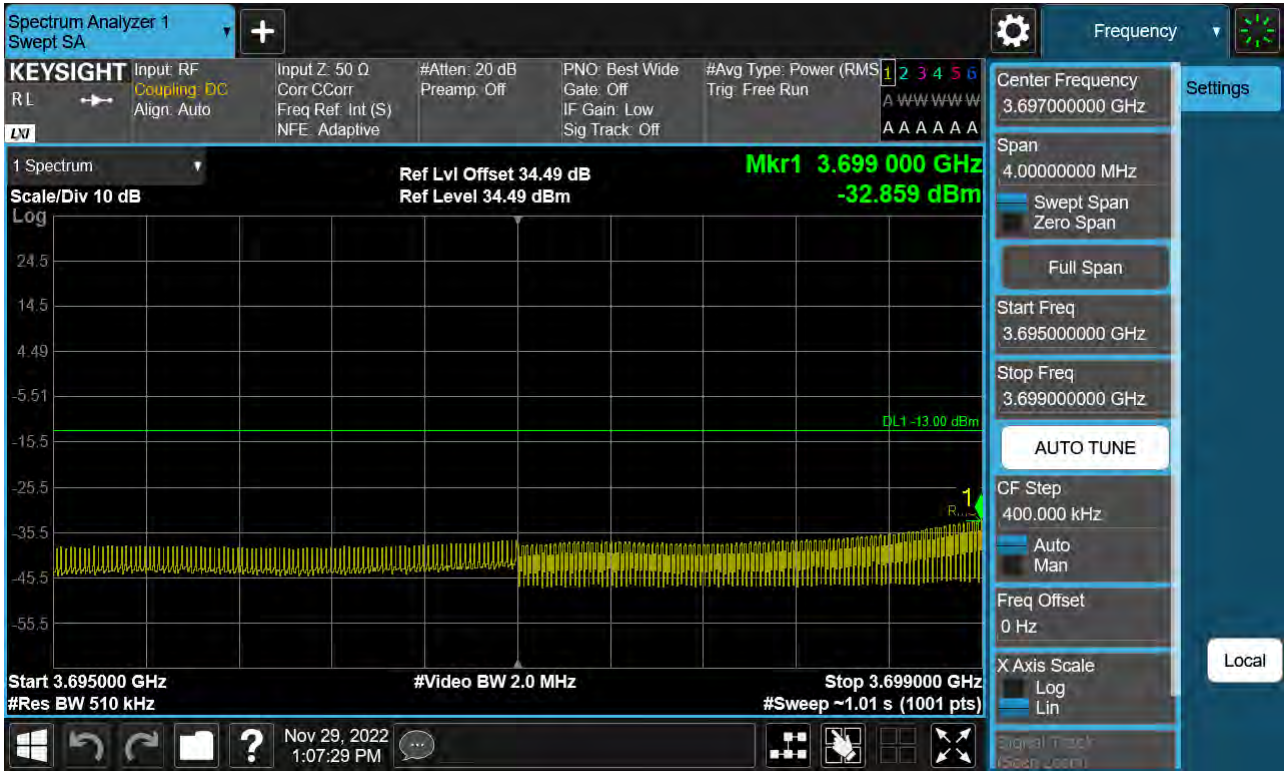 Spectrum Analyzer 1
Swept SA
+
Frequency
KEYSIGHT
R L
LXI
Input: RF
Coupling: DC
Align: Auto
Input Z: 50 Ω
Corr CCorr
Freq Ref: Int (S)
NFE: Adaptive
#Atten: 20 dB
Preamp: Off
PNO: Best Wide
Gate: Off
IF Gain: Low
Sig Track: Off
#Avg Type: Power (RMS
Trig: Free Run
1 2 3 4 5 6
A W W W W W
A A A A A A
1 Spectrum
Scale/Div 10 dB
Log
Ref Lvl Offset 34.49 dB
Ref Level 34.49 dBm
Mkr1 3.699 000 GHz
-32.859 dBm
24.5
14.5
4.49
-5.51
DL1 -13.00 dBm
-15.5
-25.5
1
-35.5
-45.5
-55.5
Start 3.695000 GHz
#Video BW 2.0 MHz
Stop 3.699000 GHz
#Res BW 510 kHz
#Sweep ~1.01 s (1001 pts)
Nov 29, 2022
1:07:29 PM
?
Center Frequency
3.697000000 GHz
Settings
Span
4.00000000 MHz
Swept Span
Zero Span
Full Span
Start Freq
3.695000000 GHz
Stop Freq
3.699000000 GHz
AUTO TUNE
CF Step
400.000 kHz
Auto
Man
Freq Offset
0 Hz
X Axis Scale
Log
Lin
Local
Signal Track
(Span Zoom)